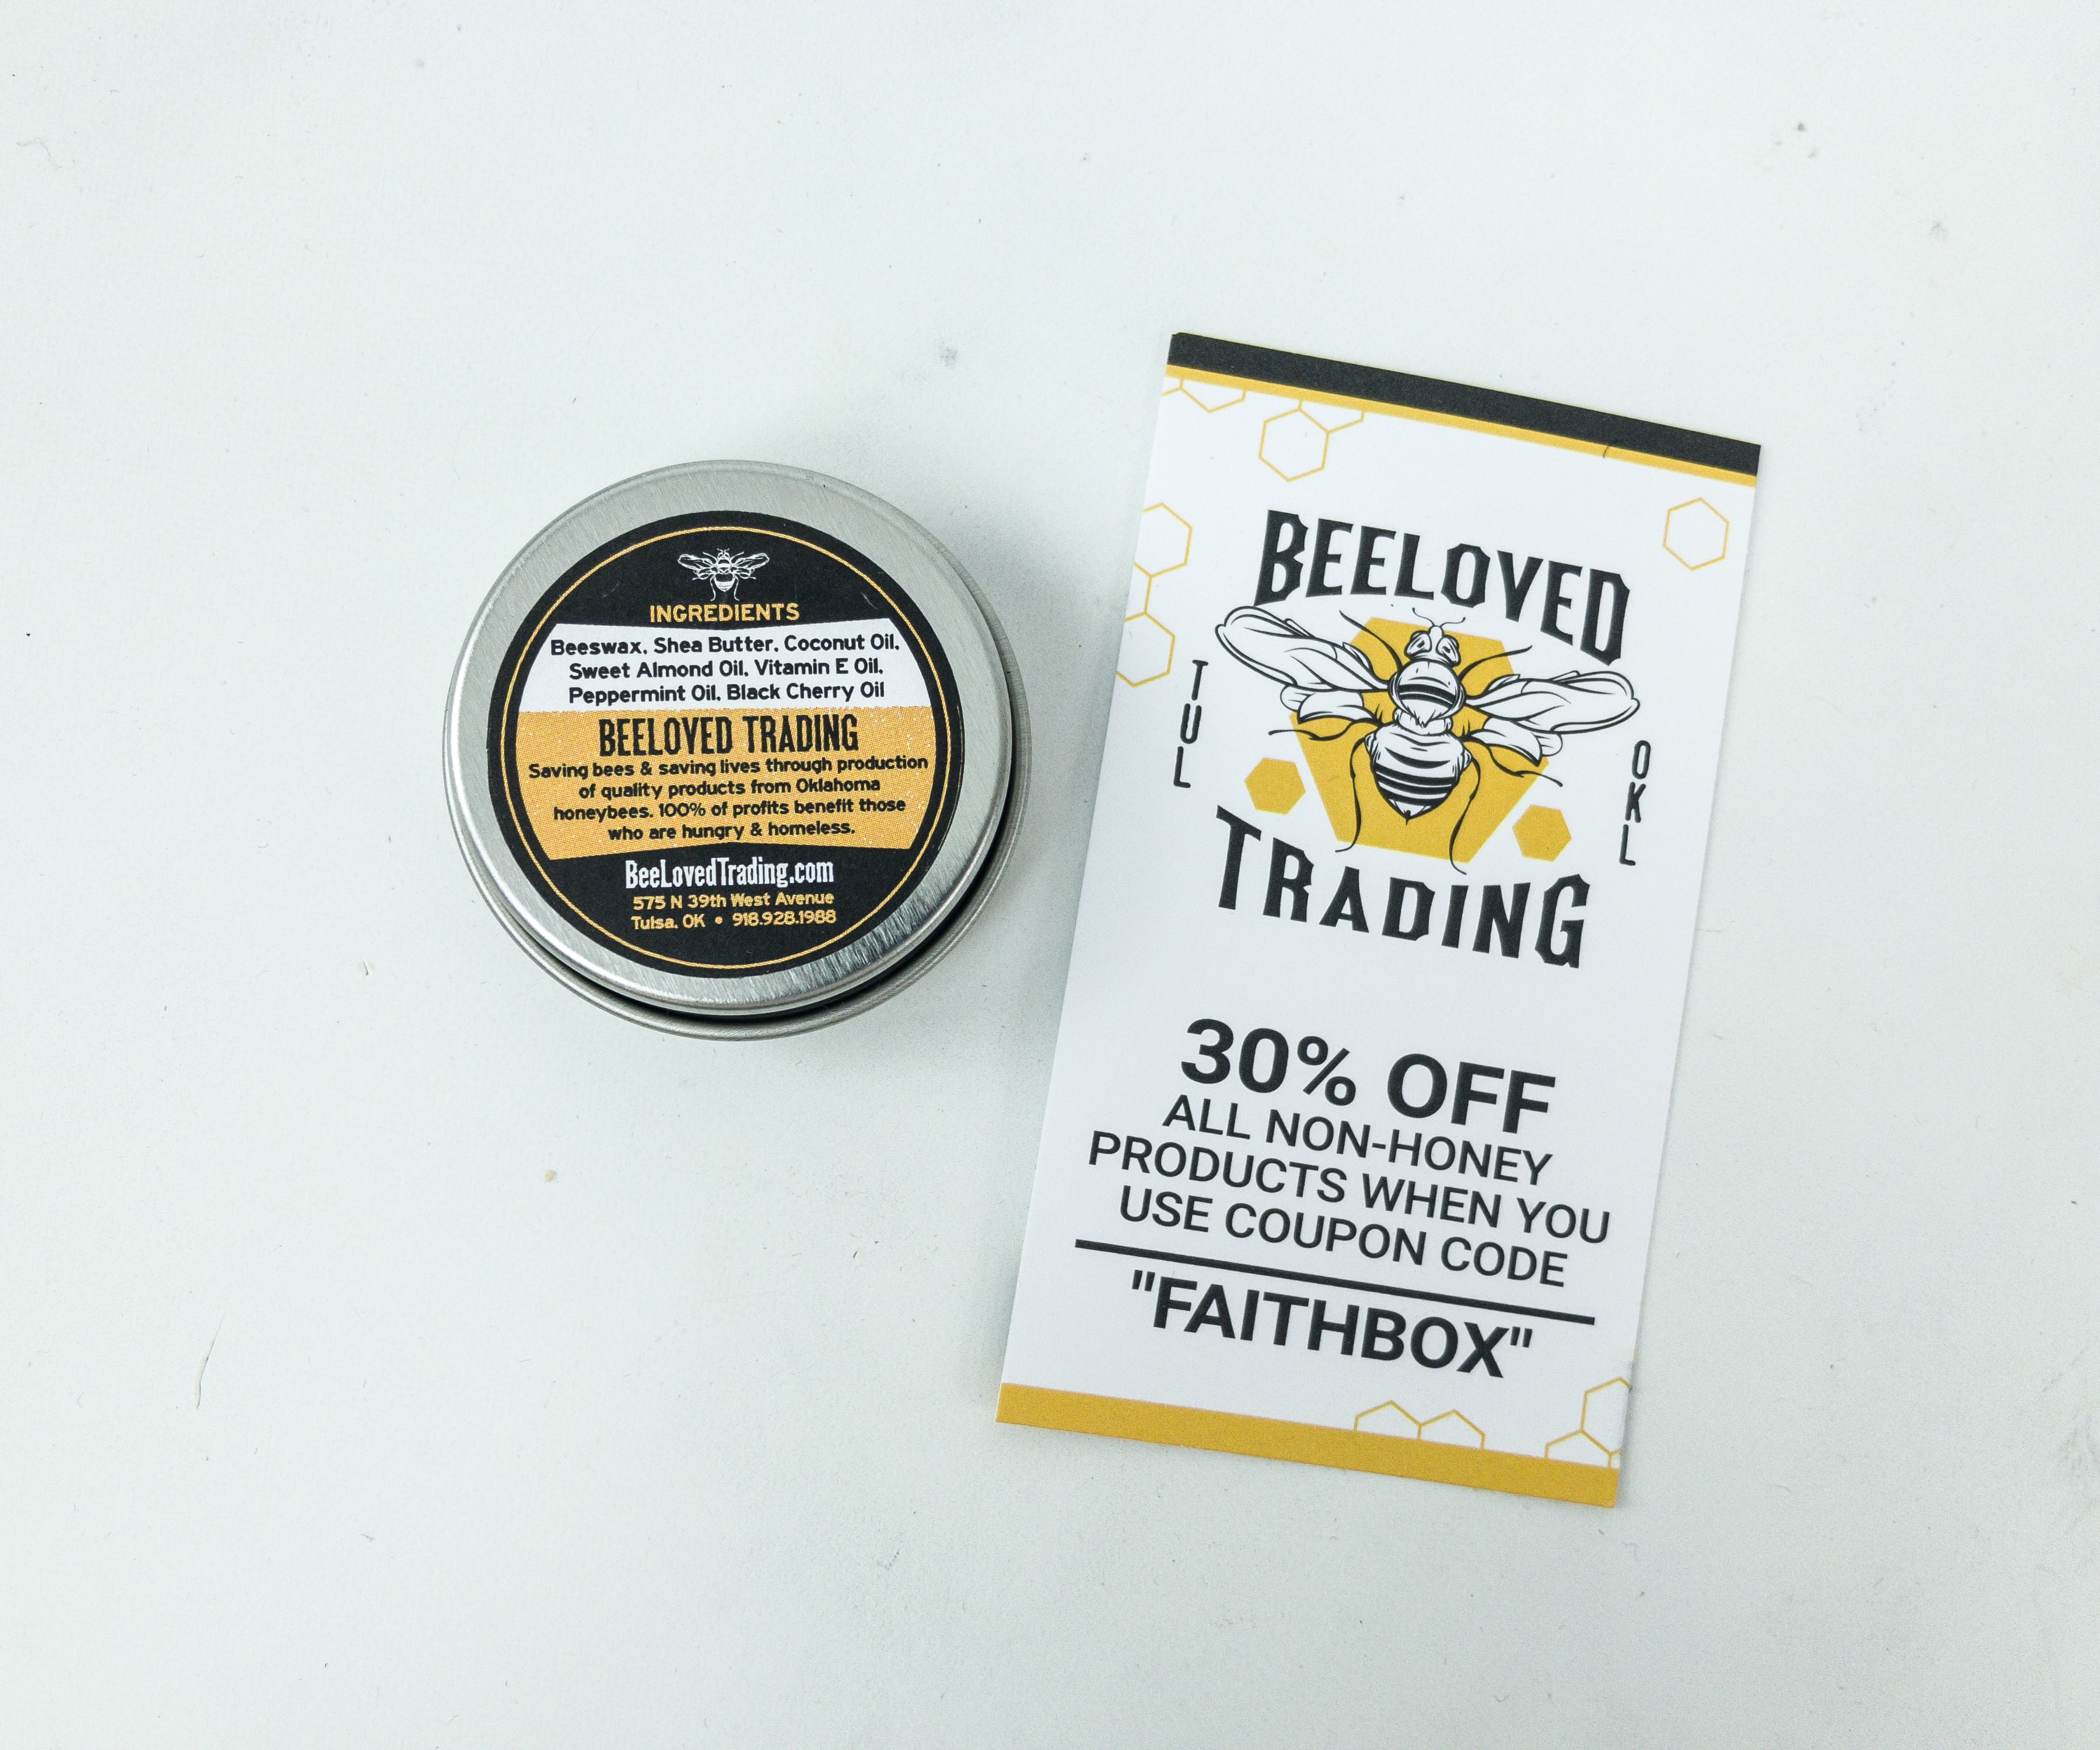 INGREDIENTS
Beeswax, Shea Butter, Coconut Oil,
Sweet Almond Oil, Vitamin E Oil,
Peppermint Oil, Black Cherry Oil
BEELOVED TRADING
Saving bees & saving lives through production
of quality products from Oklahoma
honeybees. 100% of profits benefit those
who are hungry & homeless.
BeeLovedTrading.com
575 N 39th West Avenue
Tulsa, OK • 918.928.1988
BEELOVED
TUL
OKL
TRADING
30% OFF
ALL NON-HONEY
PRODUCTS WHEN YOU
USE COUPON CODE
"FAITHBOX"